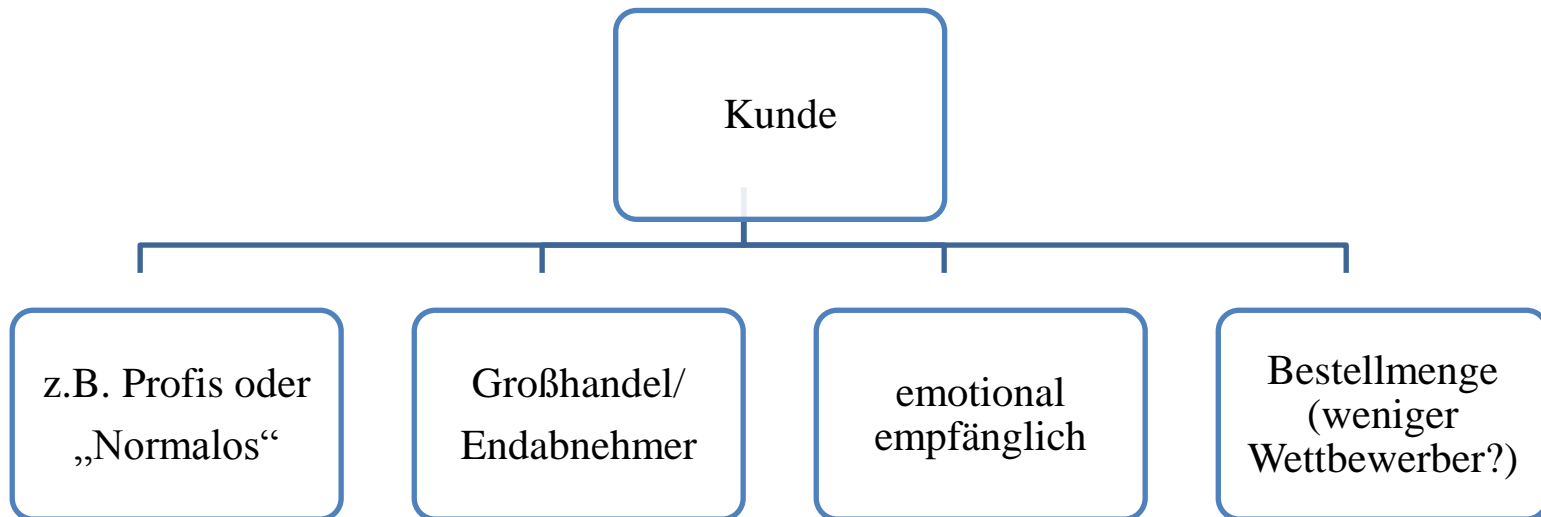 Kunde
z.B. Profis oder
„Normalos“
Großhandel/
Endabnehmer
emotional
empfänglich
Bestellmenge
(weniger
Wettbewerber?)